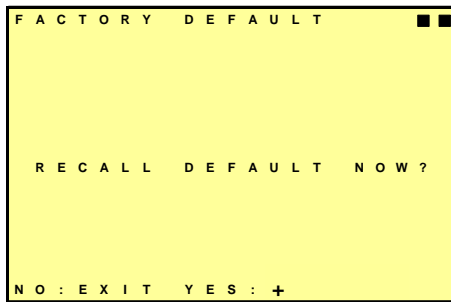 FACTORY DEFAULT ■■
RECALL DEFAULT NOW?
NO:EXIT YES:+